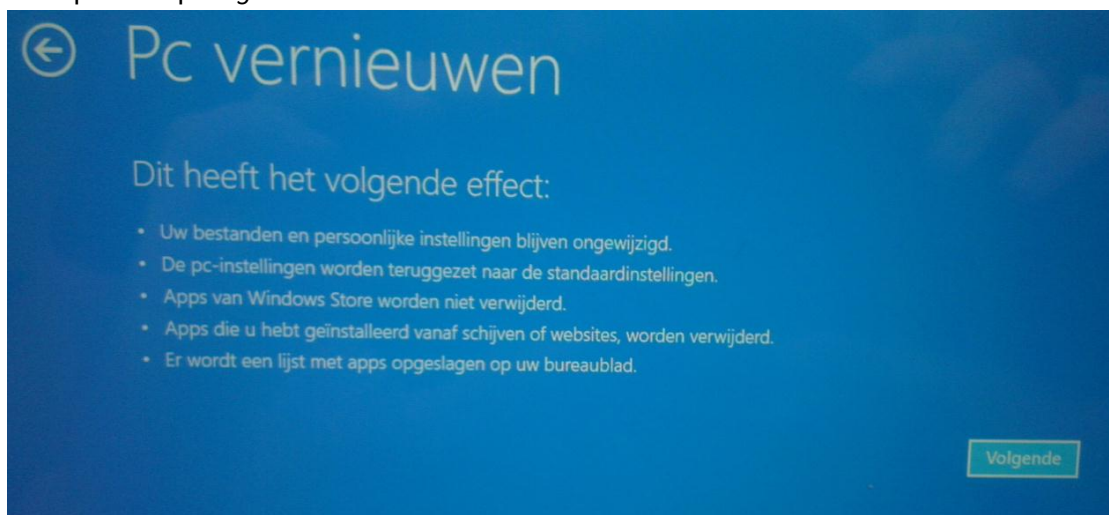 Pc vernieuwen
Dit heeft het volgende effect:
• Uw bestanden en persoonlijke instellingen blijven ongewijzigd.
• De pc-instellingen worden teruggezet naar de standaardinstellingen.
• Apps van Windows Store worden niet verwijderd.
• Apps die u hebt geïnstalleerd vanaf schijven of websites, worden verwijderd.
• Er wordt een lijst met apps opgeslagen op uw bureaublad.
Volgende